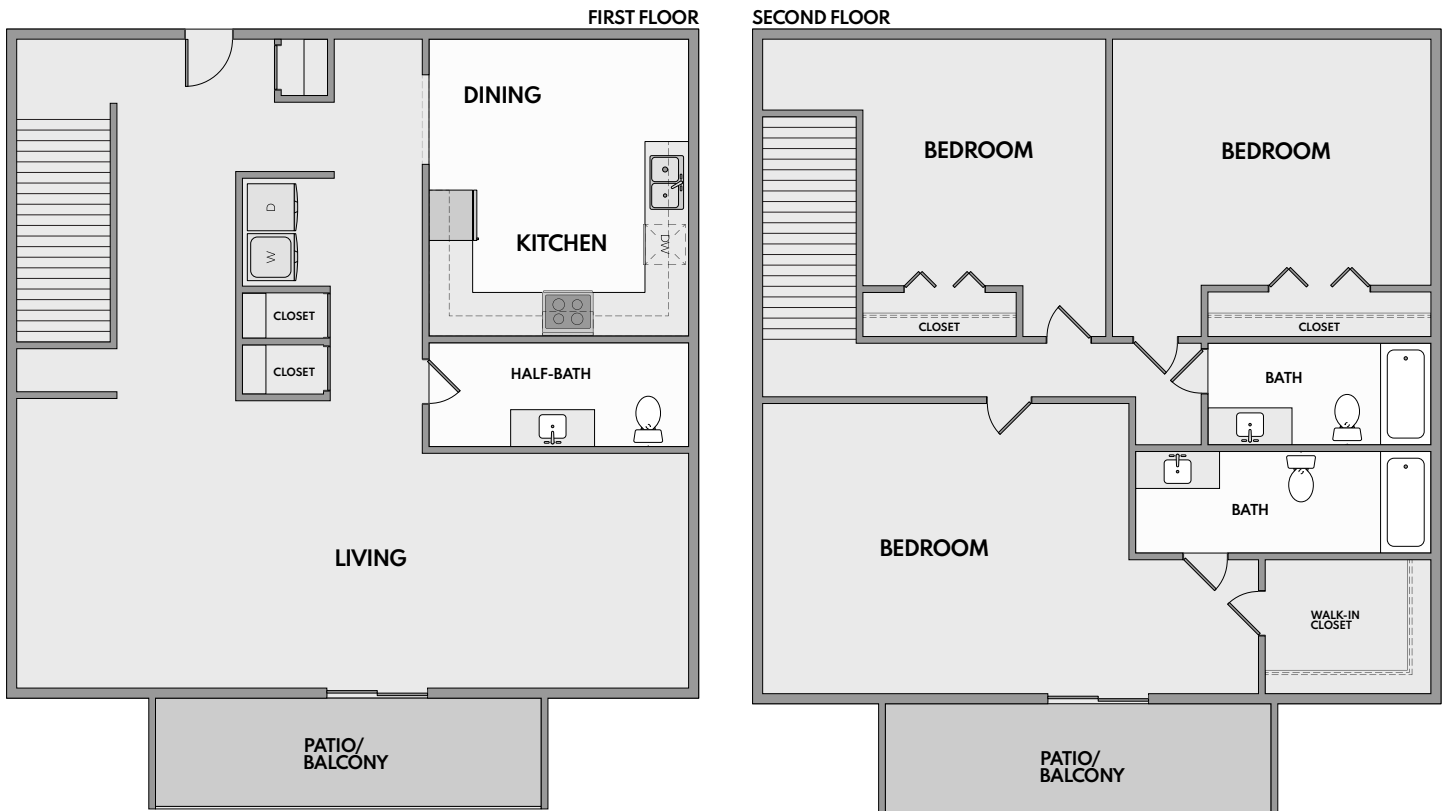 FIRST FLOOR
DINING
KITCHEN
D
W
DW
CLOSET
CLOSET
HALF-BATH
LIVING
PATIO/
BALCONY
SECOND FLOOR
BEDROOM
BEDROOM
CLOSET
CLOSET
BATH
BATH
BEDROOM
WALK-IN
CLOSET
PATIO/
BALCONY